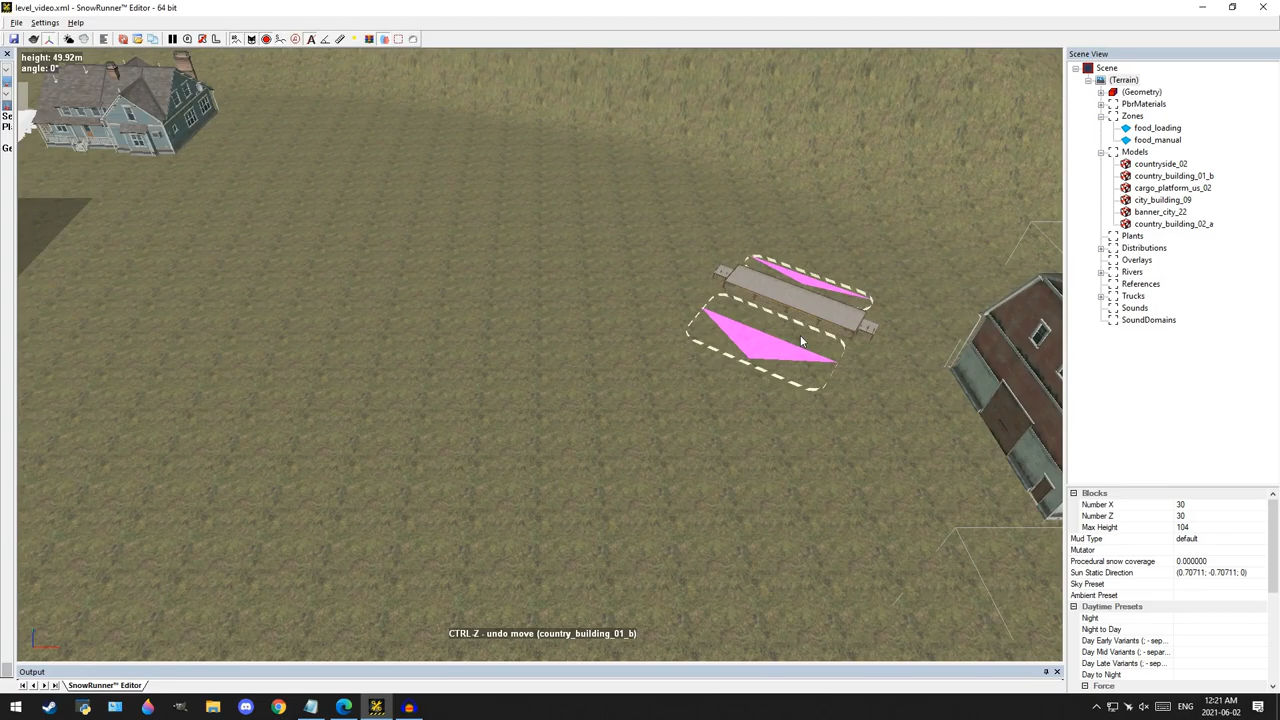 level_video.xml - SnowRunner™ Editor - 64 bit
File Settings Help
height: 49.92m
angle: 0°
Scene View
Scene
(Terrain)
(Geometry)
PbrMaterials
Zones
food_loading
food_manual
Models
countryside_02
country_building_01_b
cargo_platform_us_02
city_building_09
banner_city_22
country_building_02_a
Plants
Distributions
Overlays
Rivers
References
Trucks
Sounds
SoundDomains
Blocks
Number X 30
Number Z 30
Max Height 104
Mud Type default
Mutator
Procedural snow coverage 0.000000
Sun Static Direction (0.70711; -0.70711; 0)
Sky Preset
Ambient Preset
Daytime Presets
Night
Night to Day
Day Early Variants (; - sep...
Day Mid Variants (; - separ...
Day Late Variants (; - sep...
Day to Night
Force
CTRL-Z - undo move (country_building_01_b)
Output
SnowRunner™ Editor
ENG
12:21 AM
2021-06-02